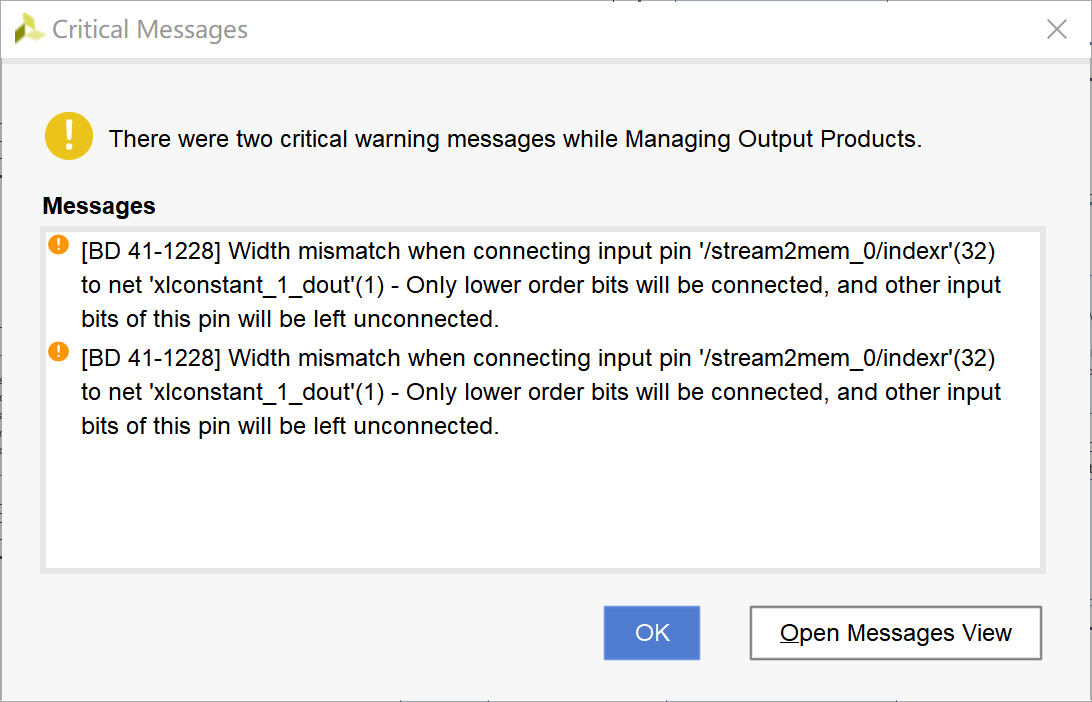 Critical Messages
There were two critical warning messages while Managing Output Products.
Messages
[BD 41-1228] Width mismatch when connecting input pin '/stream2mem_0/indexr'(32)
to net 'xlconstant_1_dout'(1) - Only lower order bits will be connected, and other input
bits of this pin will be left unconnected.
[BD 41-1228] Width mismatch when connecting input pin '/stream2mem_0/indexr'(32)
to net 'xlconstant_1_dout'(1) - Only lower order bits will be connected, and other input
bits of this pin will be left unconnected.
OK
Open Messages View